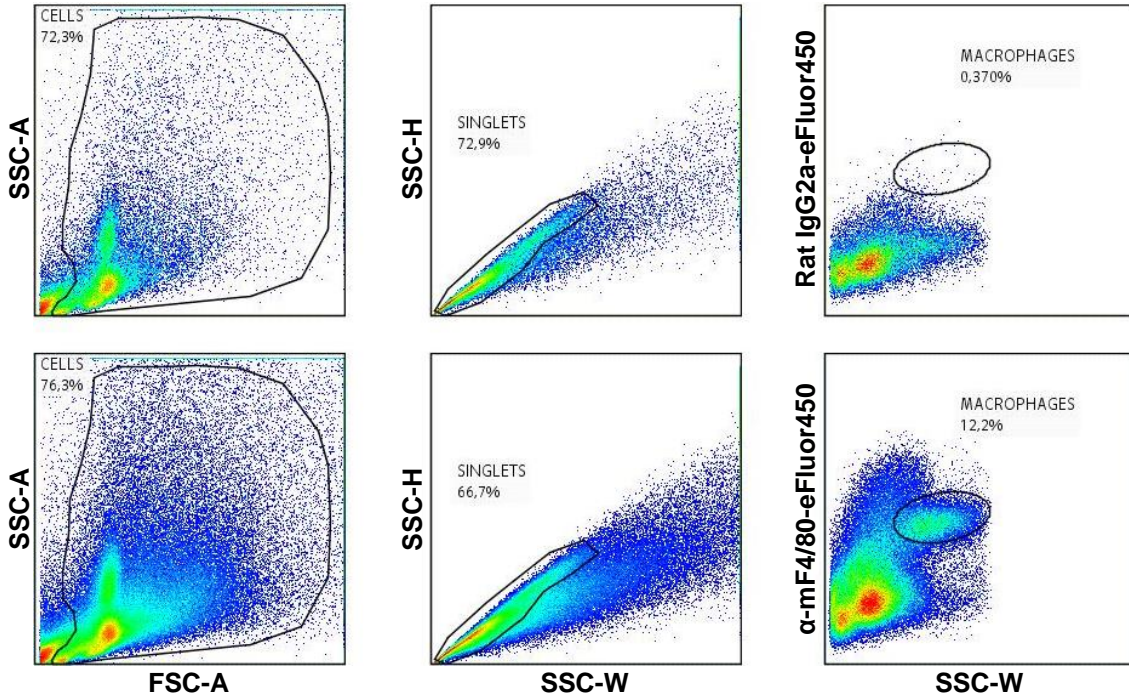 CELLS
72,3%
SSC-A
SINGLETS
72,9%
SSC-H
MACROPHAGES
0,370%
Rat IgG2a-eFluor450
CELLS
76,3%
SSC-A
FSC-A
SINGLETS
66,7%
SSC-H
SSC-W
MACROPHAGES
12,2%
α-mF4/80-eFluor450
SSC-W